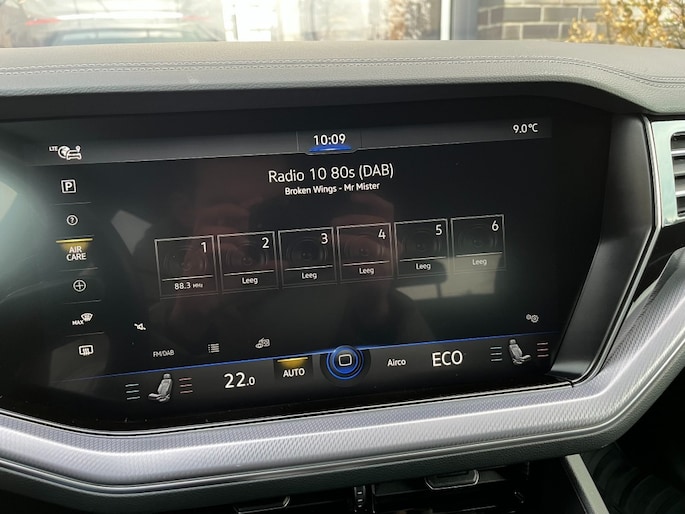 10:09
LTE
9.0°C
Radio 10 80s (DAB)
Broken Wings - Mr Mister
P
?
AIR
CARE
MAX
1
88.3 MHz
2
Leeg
3
Leeg
4
Leeg
5
Leeg
6
Leeg
FM/DAB
22.0
AUTO
Airco
ECO